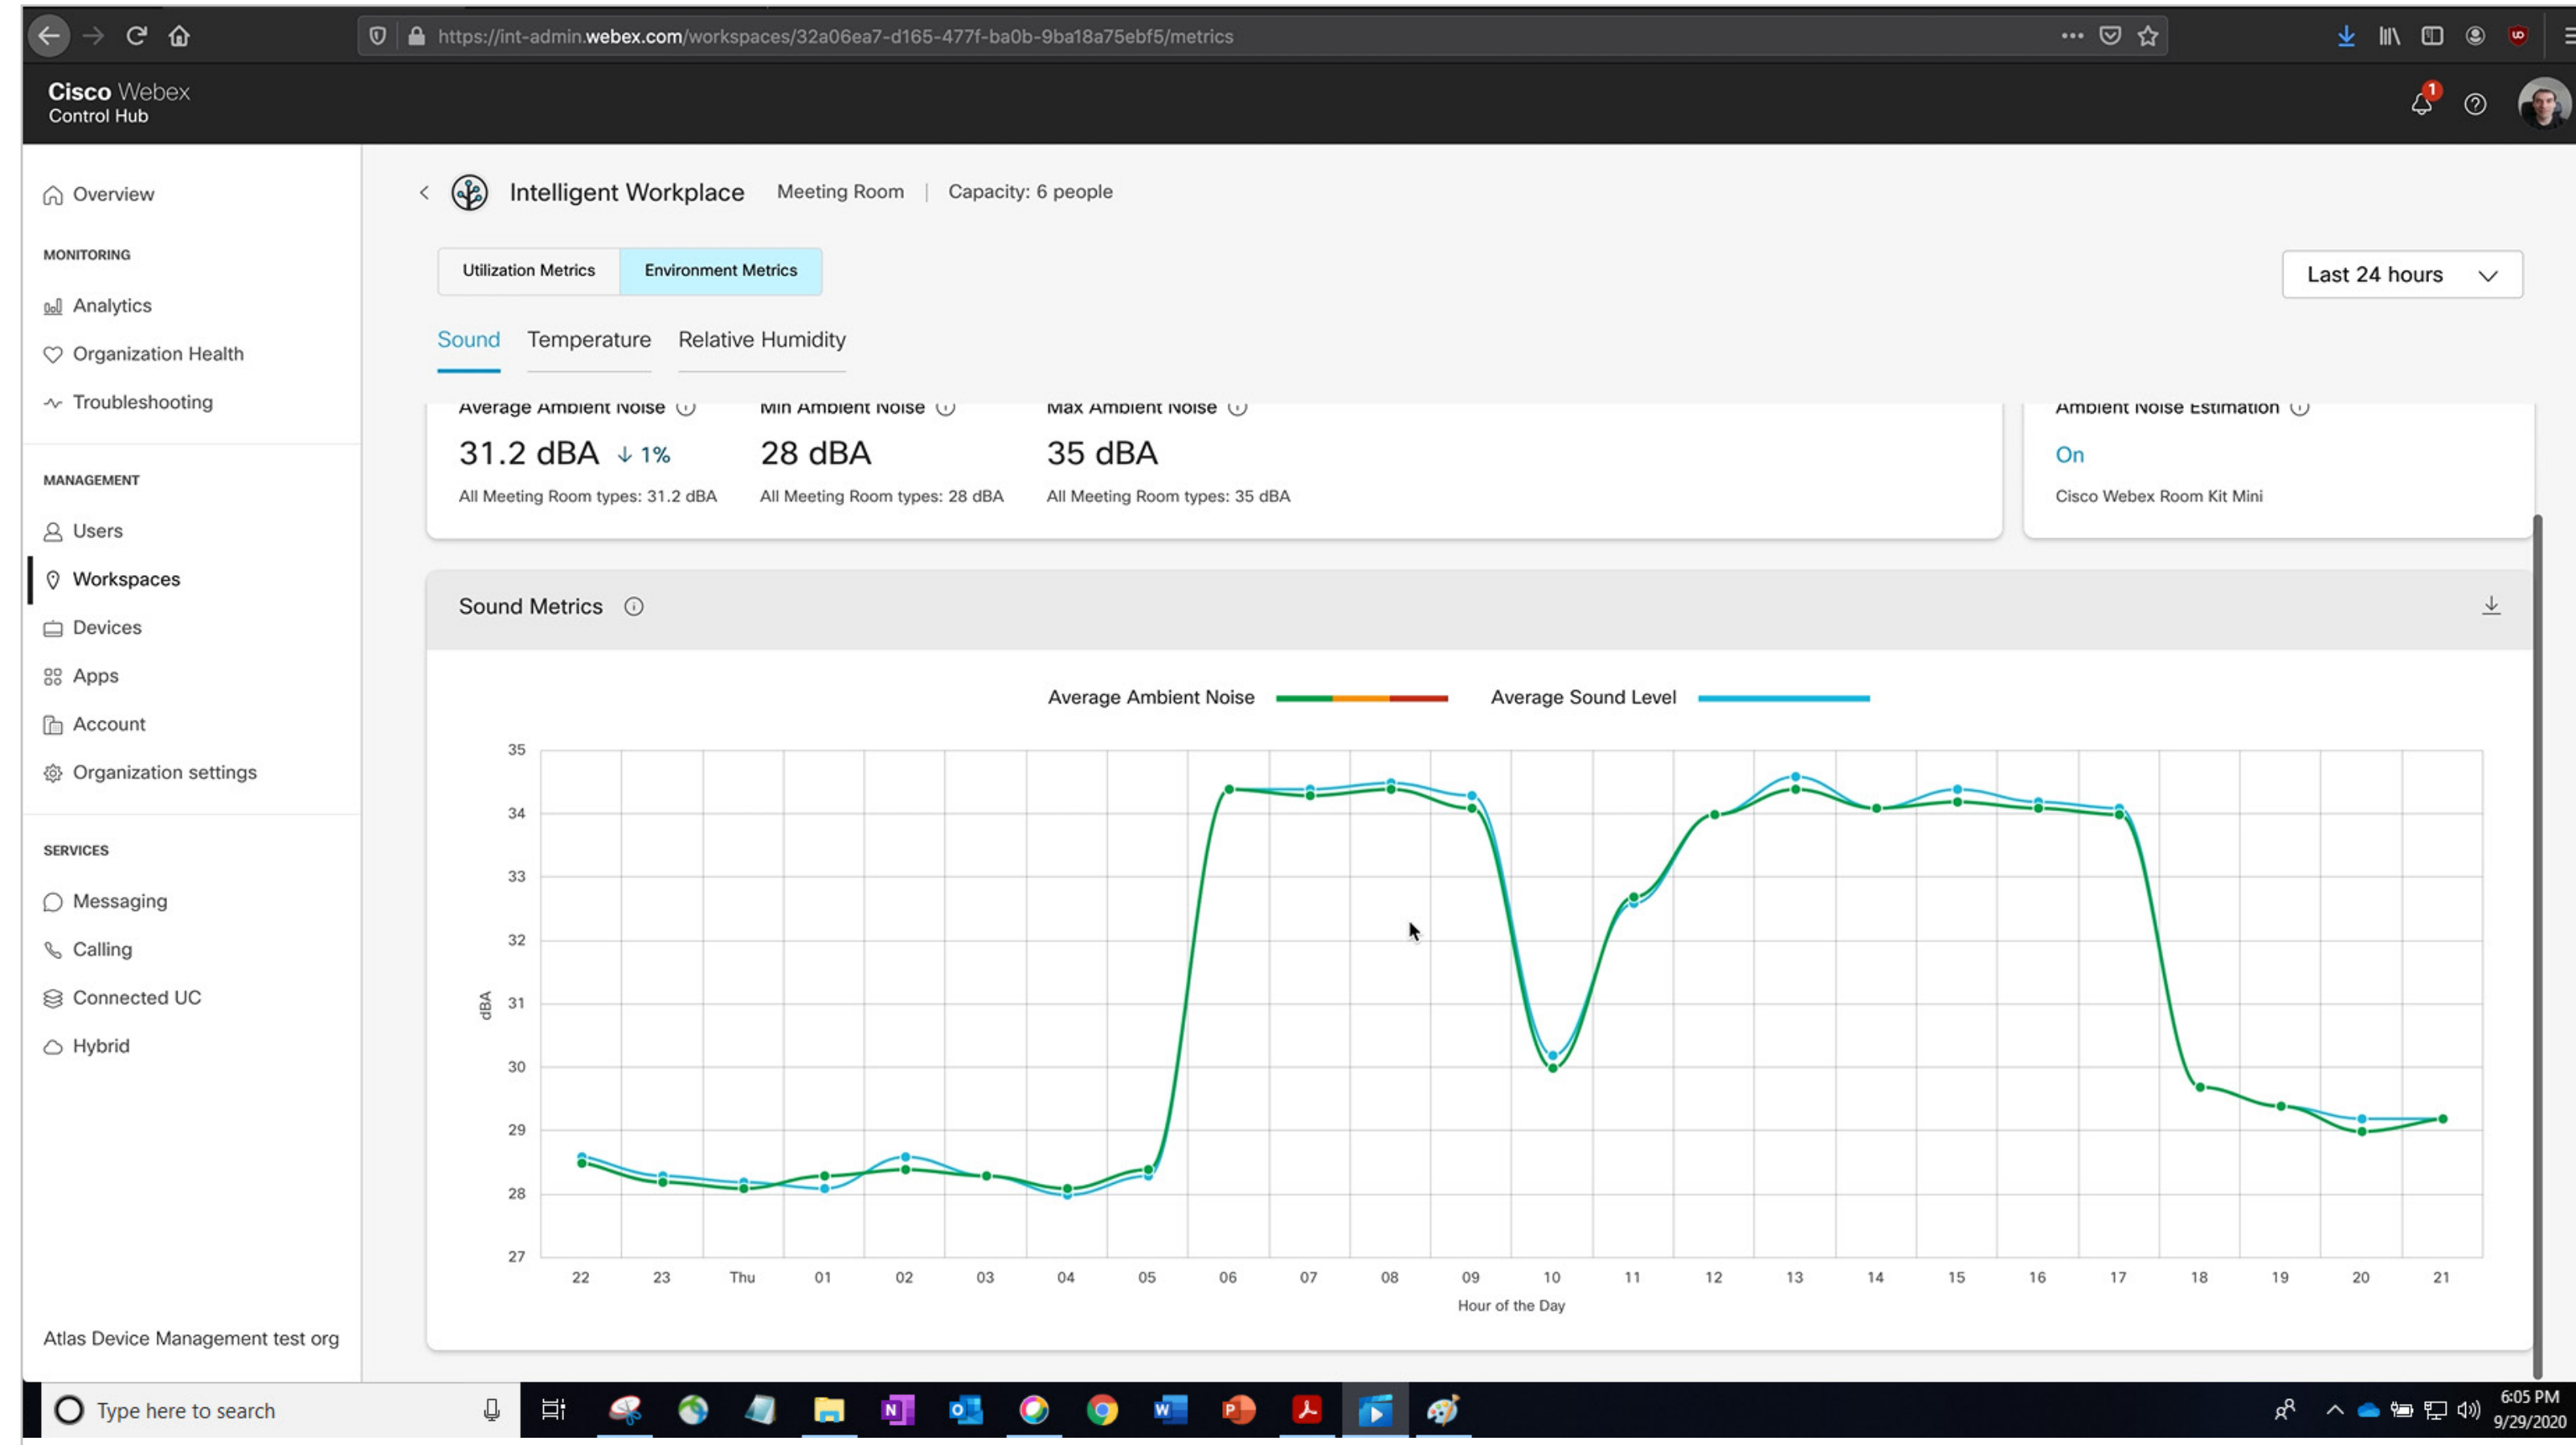 https://int-admin.webex.com/workspaces/32a06ea7-d165-477f-ba0b-9ba18a75ebf5/metrics
Cisco Webex
Control Hub
1
Overview
MONITORING
Analytics
Organization Health
Troubleshooting
MANAGEMENT
Users
Workspaces
Devices
Apps
Account
Organization settings
SERVICES
Messaging
Calling
Connected UC
Hybrid
Atlas Device Management test org
Intelligent Workplace Meeting Room | Capacity: 6 people
Utilization Metrics Environment Metrics
Last 24 hours
Sound Temperature Relative Humidity
Average Ambient Noise Min Ambient Noise Max Ambient Noise Ambient Noise Estimation
31.2 dBA ↓ 1% 28 dBA 35 dBA On
All Meeting Room types: 31.2 dBA All Meeting Room types: 28 dBA All Meeting Room types: 35 dBA Cisco Webex Room Kit Mini
Sound Metrics
Average Ambient Noise Average Sound Level
35
34
33
32
31
30
29
28
27
dBA
22 23 Thu 01 02 03 04 05 06 07 08 09 10 11 12 13 14 15 16 17 18 19 20 21
Hour of the Day
Type here to search
6:05 PM
9/29/2020